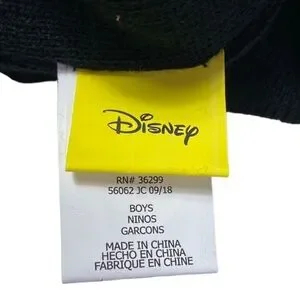 Disney
RN# 36299
56062 JC 09/18
BOYS
NINOS
GARCONS
MADE IN CHINA
HECHO EN CHINA
FABRIQUE EN CHINE